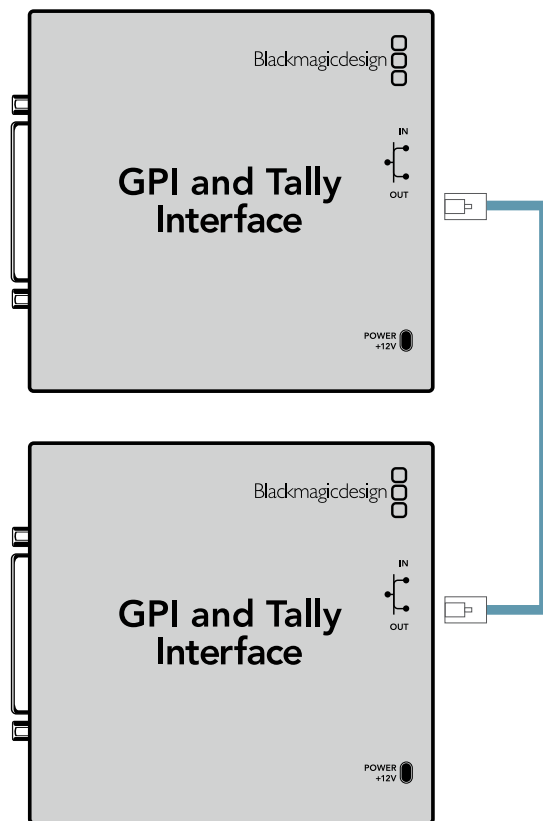 Blackmagicdesign
IN
OUT
GPI and Tally
Interface
POWER
+12V
Blackmagicdesign
IN
OUT
GPI and Tally
Interface
POWER
+12V